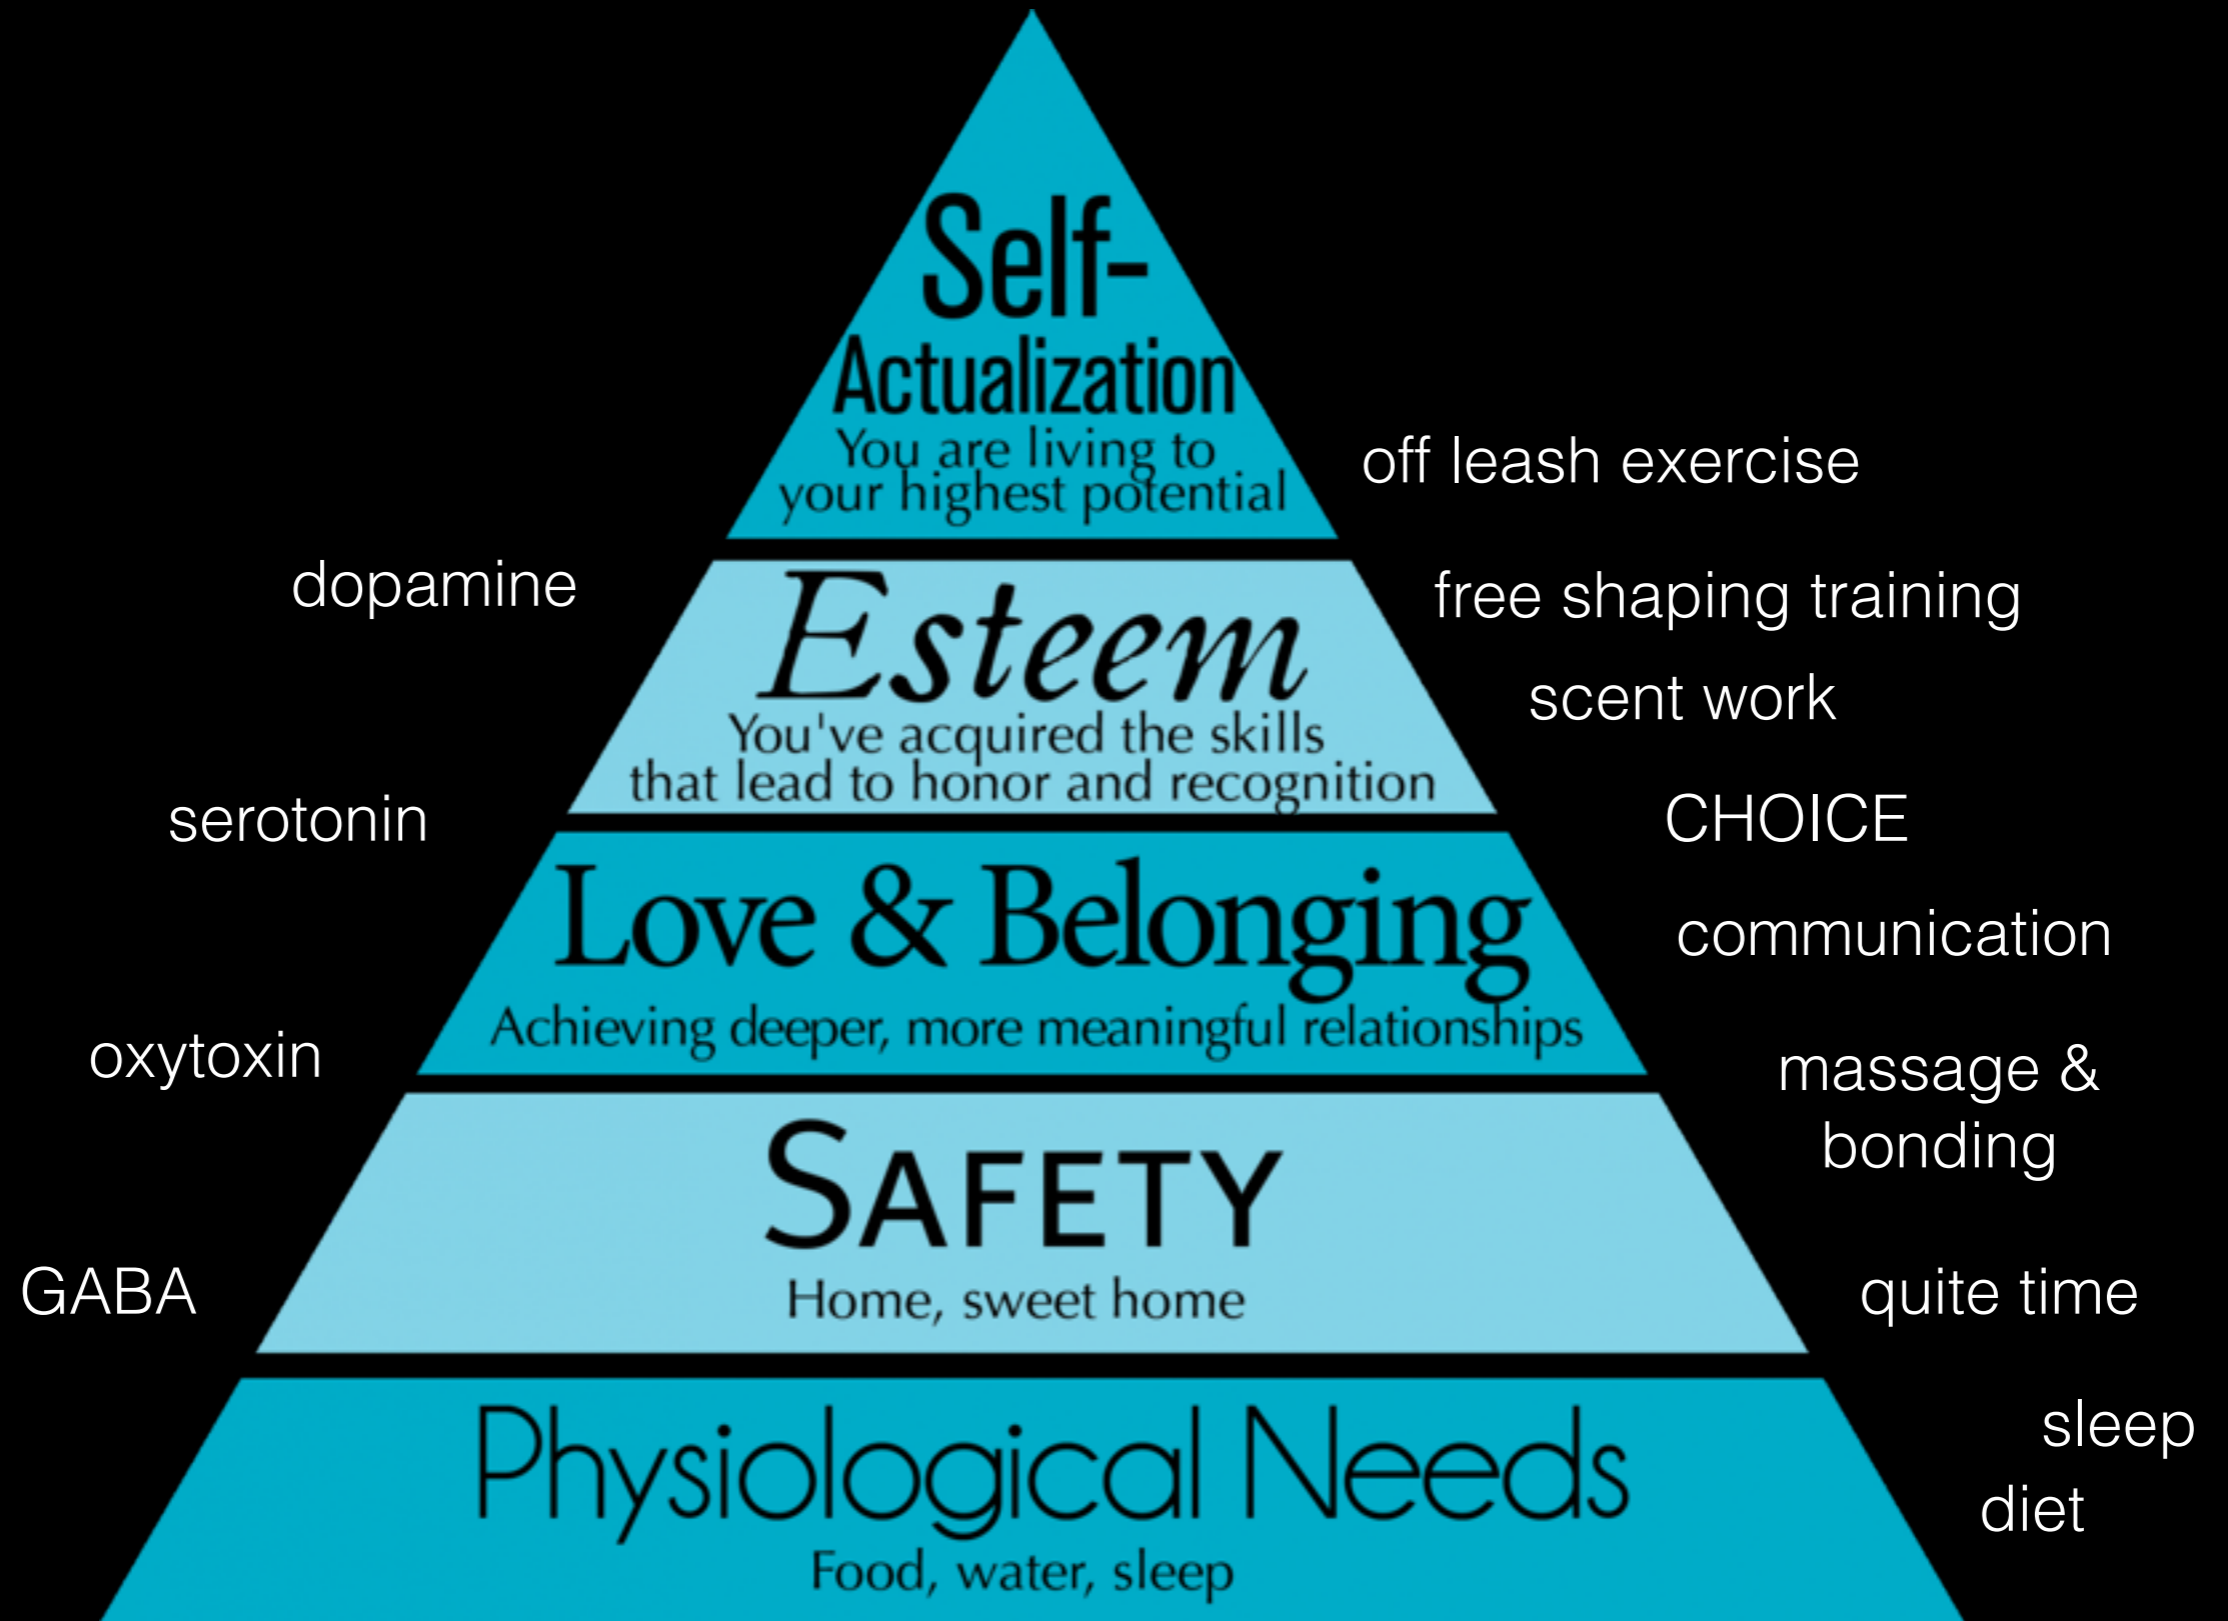 Self-
Actualization
You are living to
your highest potential
off leash exercise
dopamine
Esteem
You've acquired the skills
that lead to honor and recognition
free shaping training
scent work
serotonin
CHOICE
Love & Belonging
Achieving deeper, more meaningful relationships
communication
oxytoxin
massage &
bonding
SAFETY
Home, sweet home
GABA
quite time
Physiological Needs
Food, water, sleep
sleep
diet